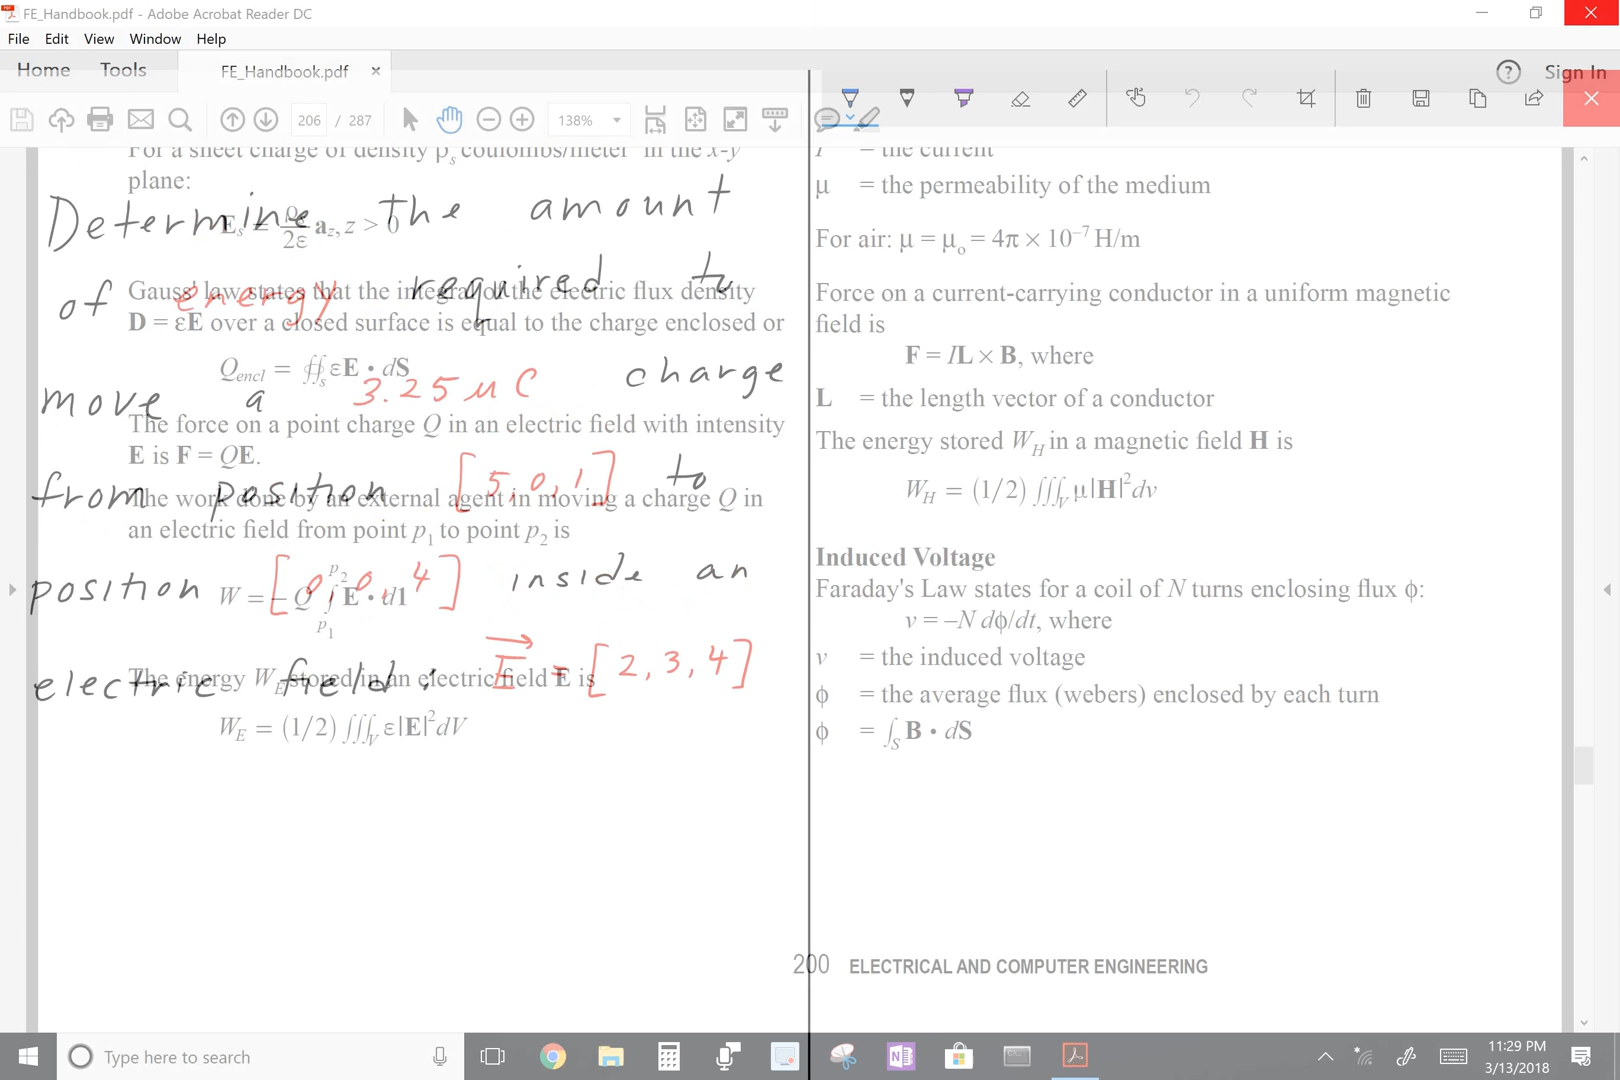 FE_Handbook.pdf - Adobe Acrobat Reader DC
File Edit View Window Help
Home Tools FE_Handbook.pdf × Sign In
206 / 287 138%
For a sheet charge of density ρs coulombs/meter in the x-y
plane:
Es = ρs/2ε az, z > 0
Gauss' law states that the integral of the electric flux density
D = εE over a closed surface is equal to the charge enclosed or
Qencl = ∯s εE • dS
The force on a point charge Q in an electric field with intensity
E is F = QE.
The work done by an external agent in moving a charge Q in
an electric field from point p1 to point p2 is
W = – Q ∫p1p2 E • dl
The energy WE stored in an electric field E is
WE = (1/2) ∭V ε|E|²dV
Determine the amount
of energy required to
move a 3.25 μC charge
from position [5,0,1] to
position [0,0,4] inside an
electric field: E = [2,3,4]
I = the current
μ = the permeability of the medium
For air: μ = μo = 4π × 10–7 H/m
Force on a current-carrying conductor in a uniform magnetic
field is
F = IL × B, where
L = the length vector of a conductor
The energy stored WH in a magnetic field H is
WH = (1/2) ∭V μ|H|²dv
Induced Voltage
Faraday's Law states for a coil of N turns enclosing flux ϕ:
v = –N dϕ/dt, where
v = the induced voltage
ϕ = the average flux (webers) enclosed by each turn
ϕ = ∫S B • dS
200 ELECTRICAL AND COMPUTER ENGINEERING
Type here to search
11:29 PM
3/13/2018